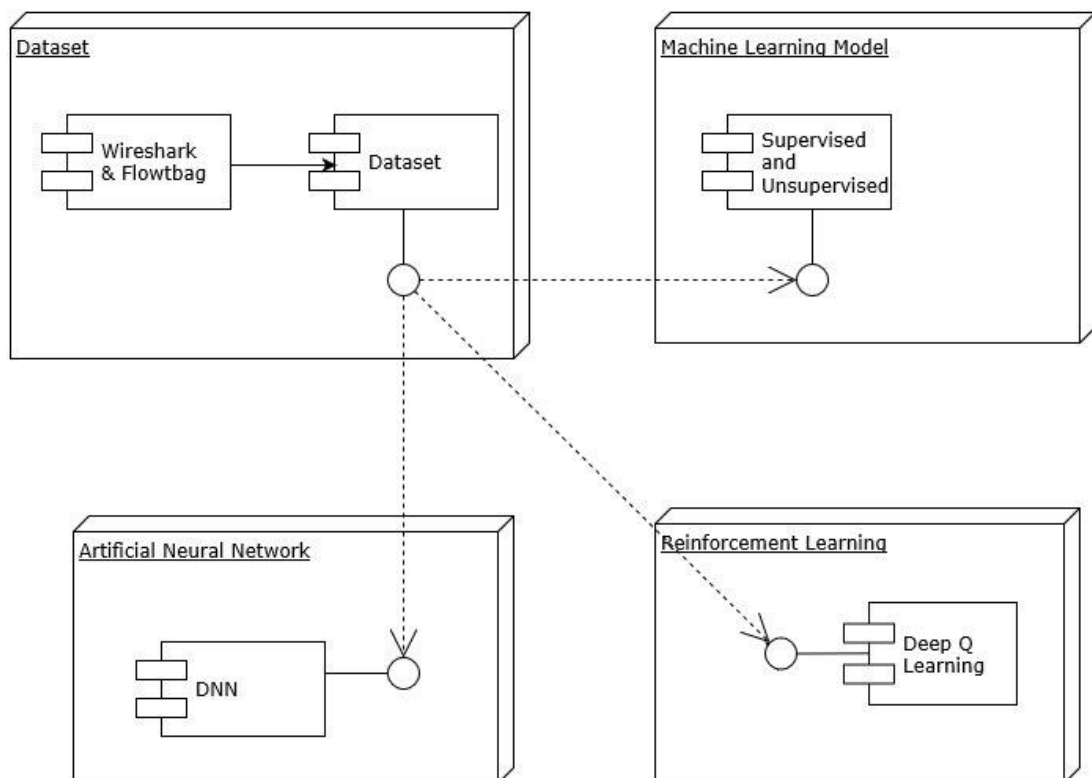 Dataset
Wireshark
& Flowtbag
Dataset
Machine Learning Model
Supervised
and
Unsupervised
Artificial Neural Network
DNN
Reinforcement Learning
Deep Q
Learning